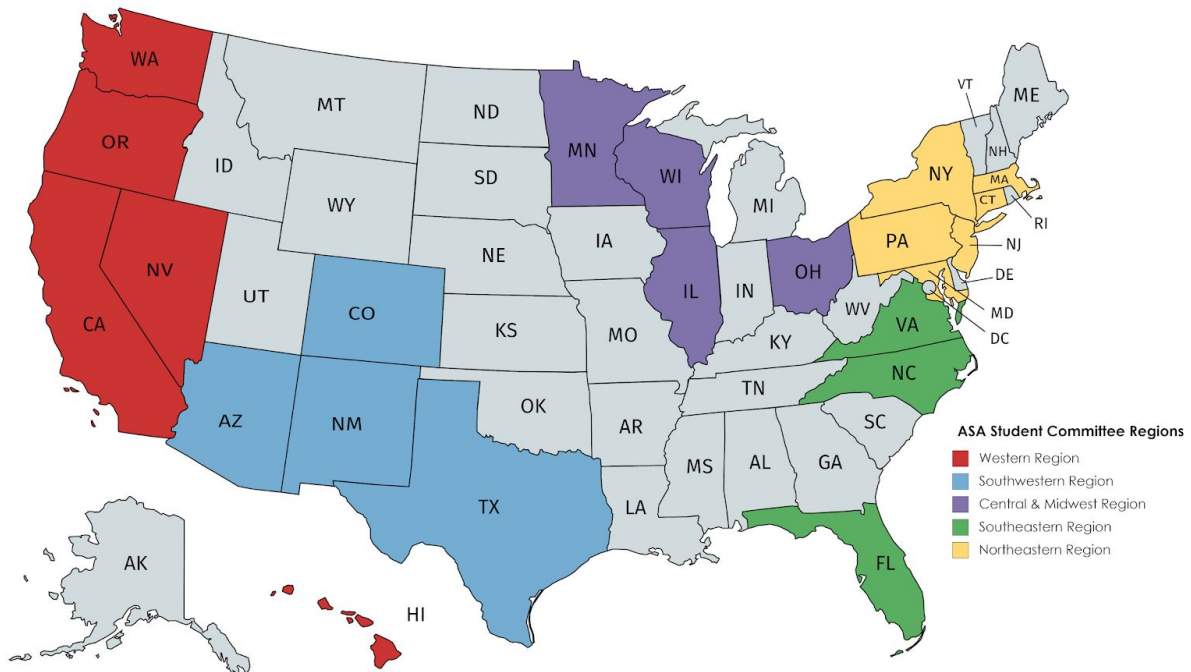 WA
OR
CA
NV
ID
MT
WY
UT
CO
AZ
NM
ND
SD
NE
KS
OK
TX
MN
IA
MO
AR
LA
WI
IL
MI
IN
OH
KY
TN
MS
AL
GA
SC
NC
VA
WV
FL
PA
NY
VT
NH
ME
MA
CT
RI
NJ
DE
MD
DC
AK
HI
ASA Student Committee Regions
Western Region
Southwestern Region
Central & Midwest Region
Southeastern Region
Northeastern Region